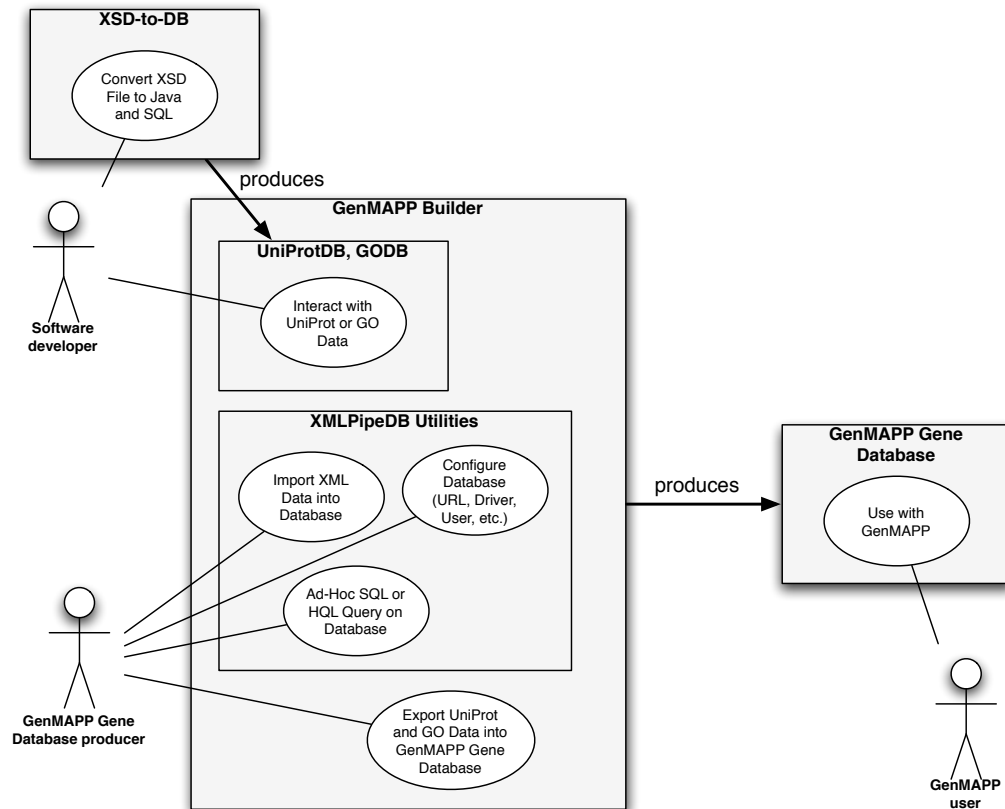 XSD-to-DB
Convert XSD
File to Java
and SQL
produces
GenMAPP Builder
UniProtDB, GODB
Interact with
UniProt or GO
Data
Software
developer
XMLPipeDB Utilities
Import XML
Data into
Database
Configure
Database
(URL, Driver,
User, etc.)
Ad-Hoc SQL or
HQL Query on
Database
GenMAPP Gene
Database producer
Export UniProt
and GO Data into
GenMAPP Gene
Database
produces
GenMAPP Gene
Database
Use with
GenMAPP
GenMAPP
user